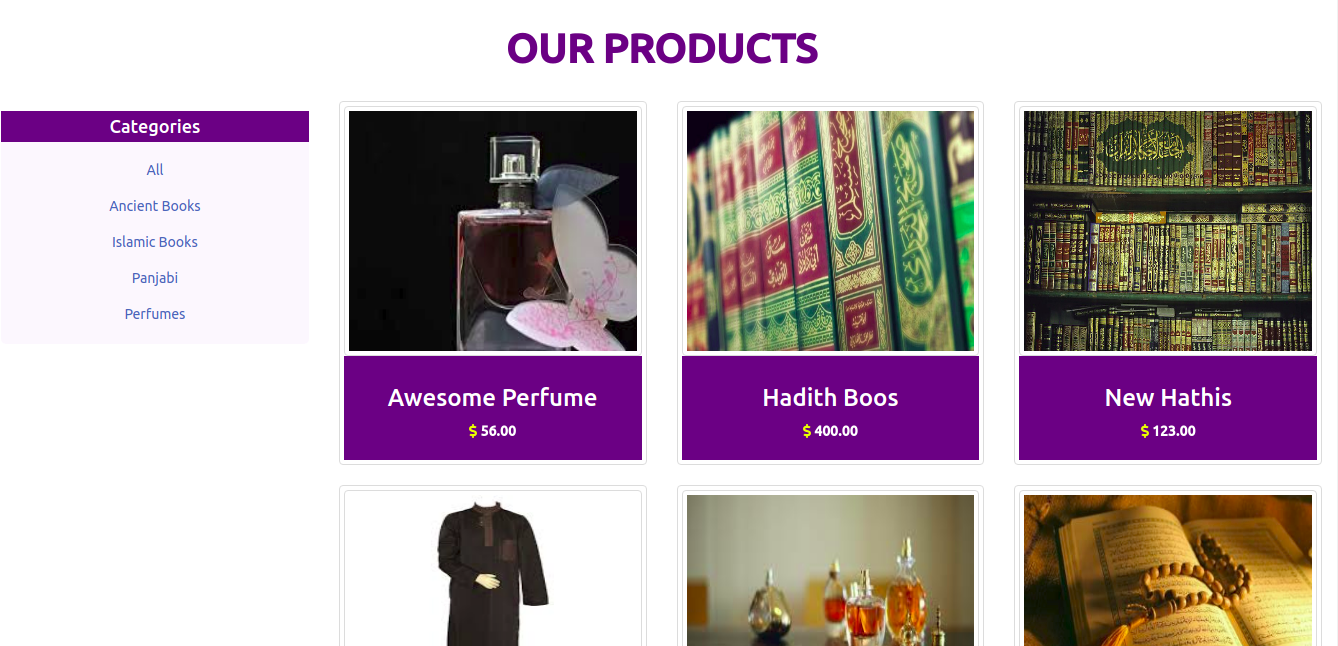 OUR PRODUCTS
Categories
All
Ancient Books
Islamic Books
Panjabi
Perfumes
Awesome Perfume
$ 56.00
Hadith Boos
$ 400.00
New Hathis
$ 123.00